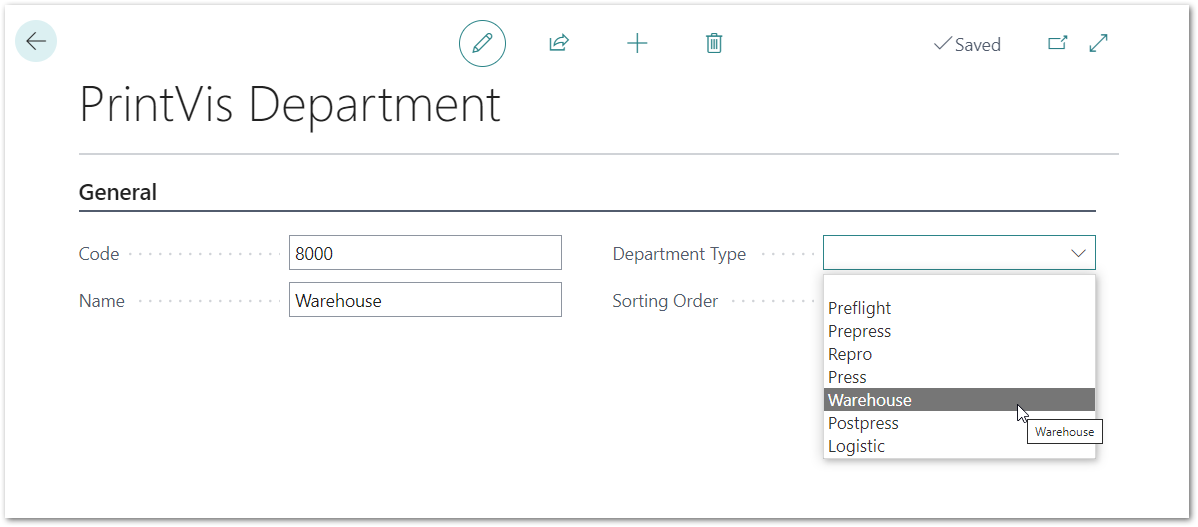 Saved
PrintVis Department
General
Code 8000 Department Type
Name Warehouse Sorting Order
Preflight
Prepress
Repro
Press
Warehouse
Postpress
Warehouse
Logistic